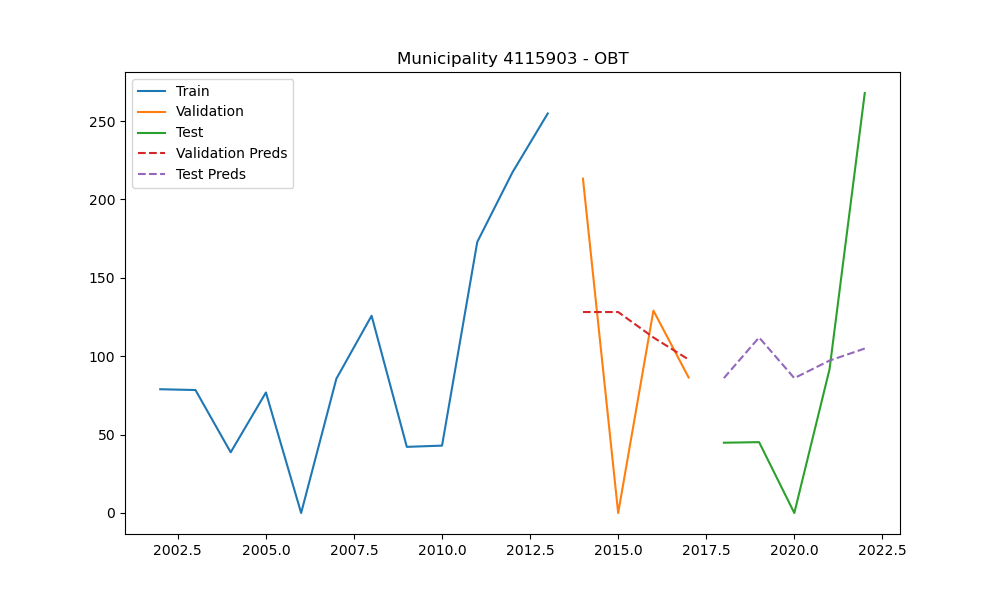 Municipality 4115903 - OBT
Train
Validation
Test
Validation Preds
Test Preds
250
200
150
100
50
0
2002.5 2005.0 2007.5 2010.0 2012.5 2015.0 2017.5 2020.0 2022.5